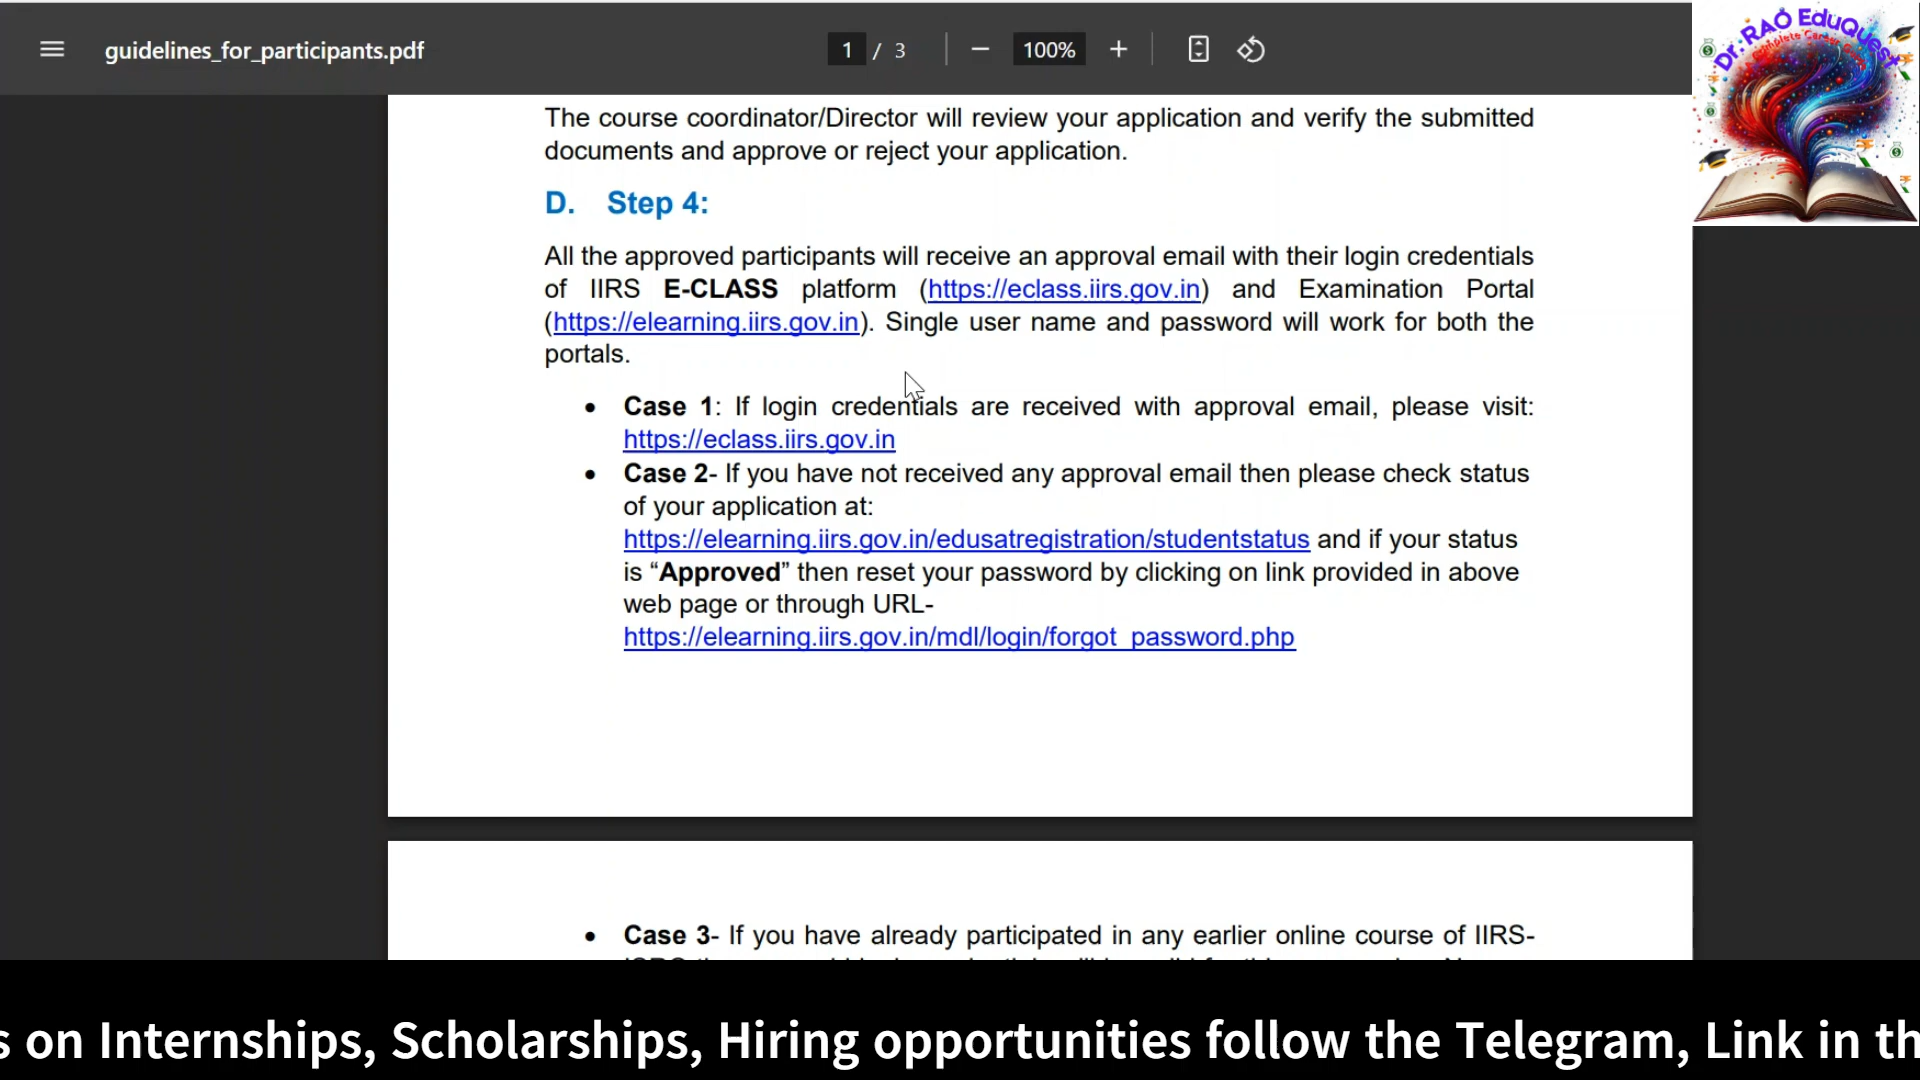 guidelines_for_participants.pdf
1 / 3
100%
Dr. RAO EduQuest
The course coordinator/Director will review your application and verify the submitted
documents and approve or reject your application.
D. Step 4:
All the approved participants will receive an approval email with their login credentials
of IIRS E-CLASS platform (https://eclass.iirs.gov.in) and Examination Portal
(https://elearning.iirs.gov.in). Single user name and password will work for both the
portals.
• Case 1: If login credentials are received with approval email, please visit:
https://eclass.iirs.gov.in
• Case 2- If you have not received any approval email then please check status
of your application at:
https://elearning.iirs.gov.in/edusatregistration/studentstatus and if your status
is “Approved” then reset your password by clicking on link provided in above
web page or through URL-
https://elearning.iirs.gov.in/mdl/login/forgot_password.php
• Case 3- If you have already participated in any earlier online course of IIRS-
s on Internships, Scholarships, Hiring opportunities follow the Telegram, Link in th